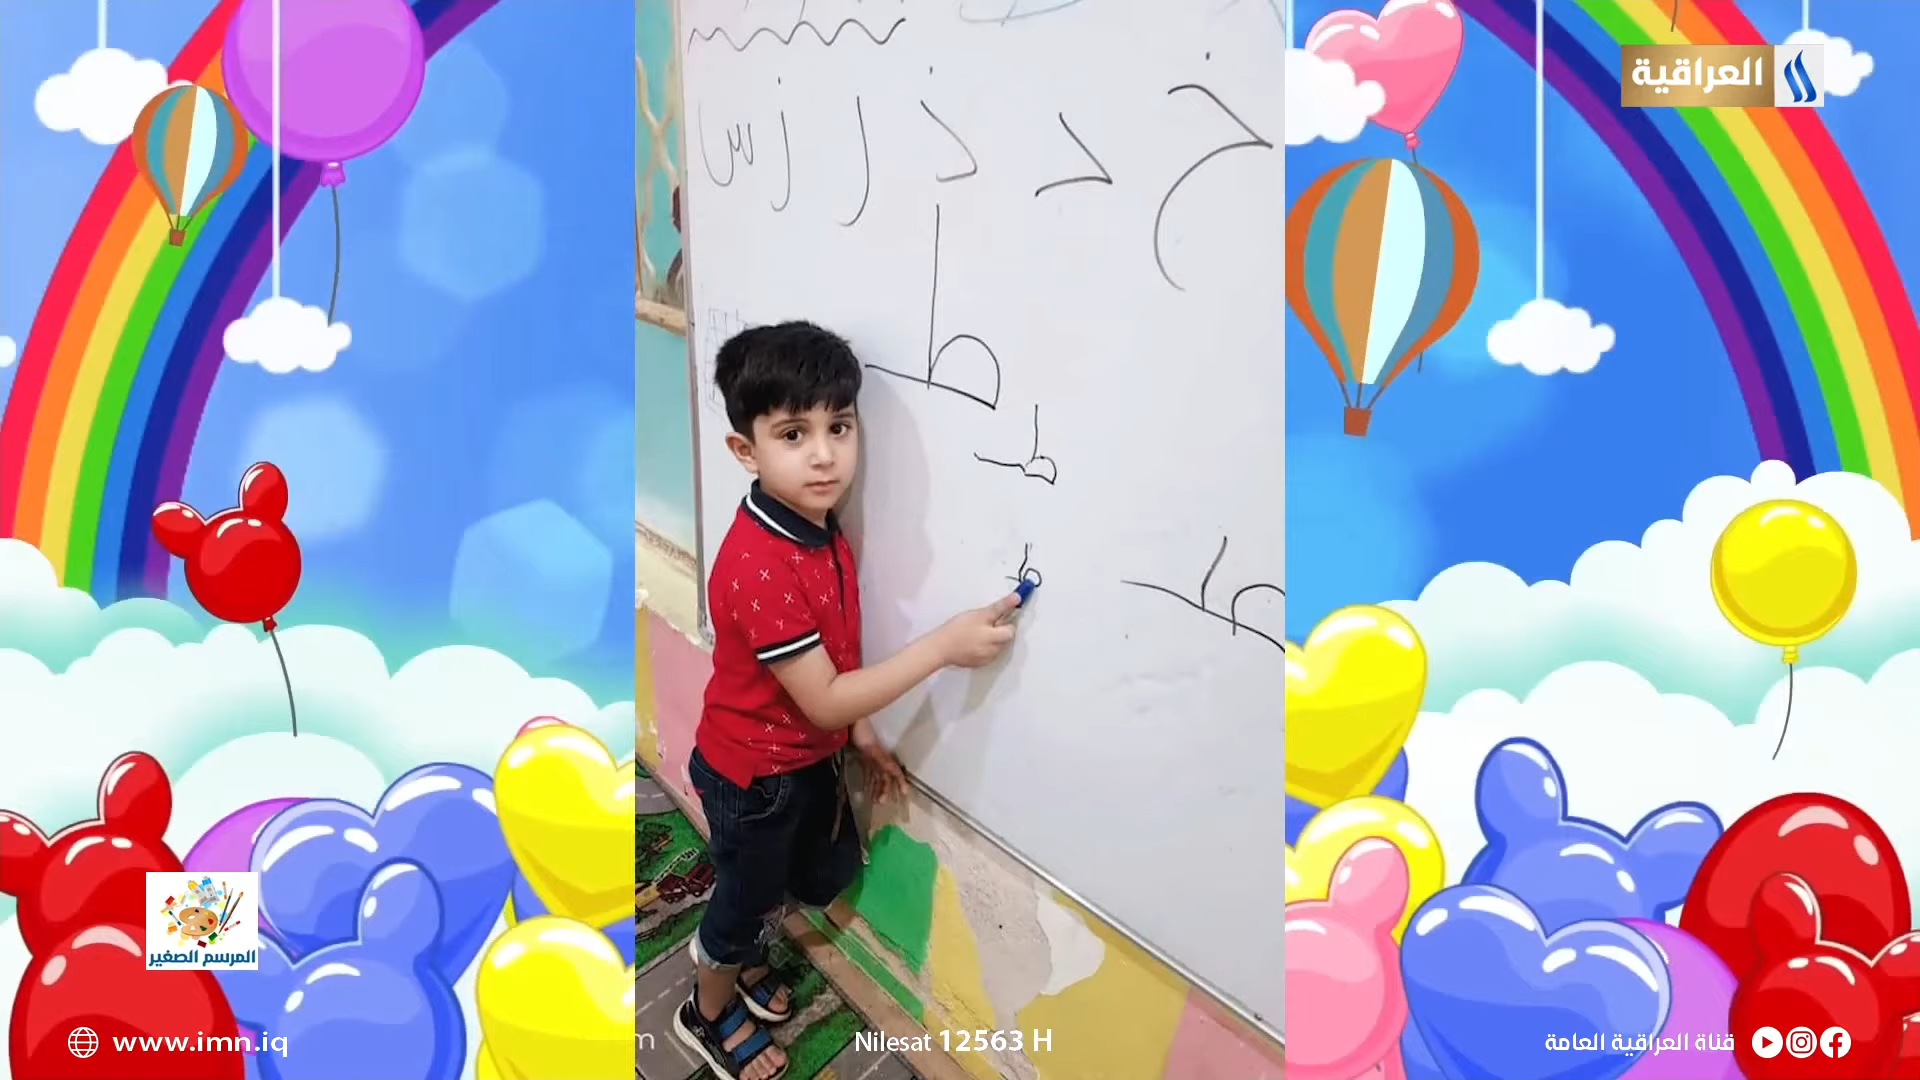 العراقية
خ د ذ ر ز س
ط
ط
ط
ط
المرسم الصغير
www.imn.iq
Nilesat 12563 H
قناة العراقية العامة